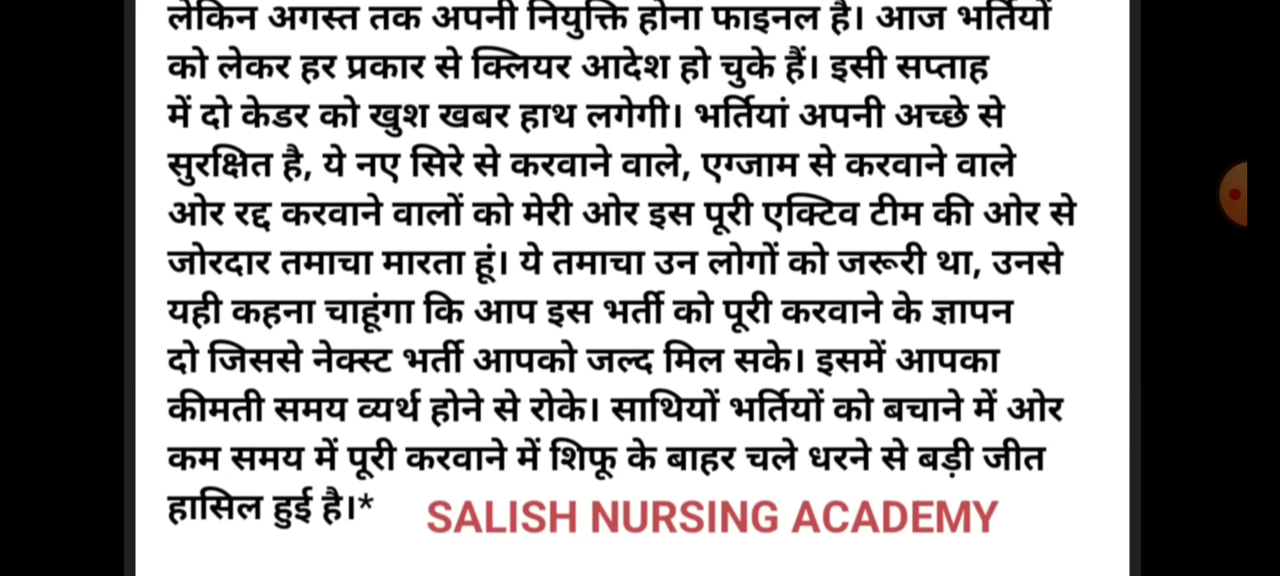 लेकिन अगस्त तक अपनी नियुक्ति होना फाइनल है। आज भर्तियों
को लेकर हर प्रकार से क्लियर आदेश हो चुके हैं। इसी सप्ताह
में दो केडर को खुश खबर हाथ लगेगी। भर्तियां अपनी अच्छे से
सुरक्षित है, ये नए सिरे से करवाने वाले, एग्जाम से करवाने वाले
ओर रद्द करवाने वालों को मेरी ओर इस पूरी एक्टिव टीम की ओर से
जोरदार तमाचा मारता हूं। ये तमाचा उन लोगों को जरूरी था, उनसे
यही कहना चाहूंगा कि आप इस भर्ती को पूरी करवाने के ज्ञापन
दो जिससे नेक्स्ट भर्ती आपको जल्द मिल सके। इसमें आपका
कीमती समय व्यर्थ होने से रोके। साथियों भर्तियों को बचाने में ओर
कम समय में पूरी करवाने में शिफू के बाहर चले धरने से बड़ी जीत
हासिल हुई है।*
SALISH NURSING ACADEMY